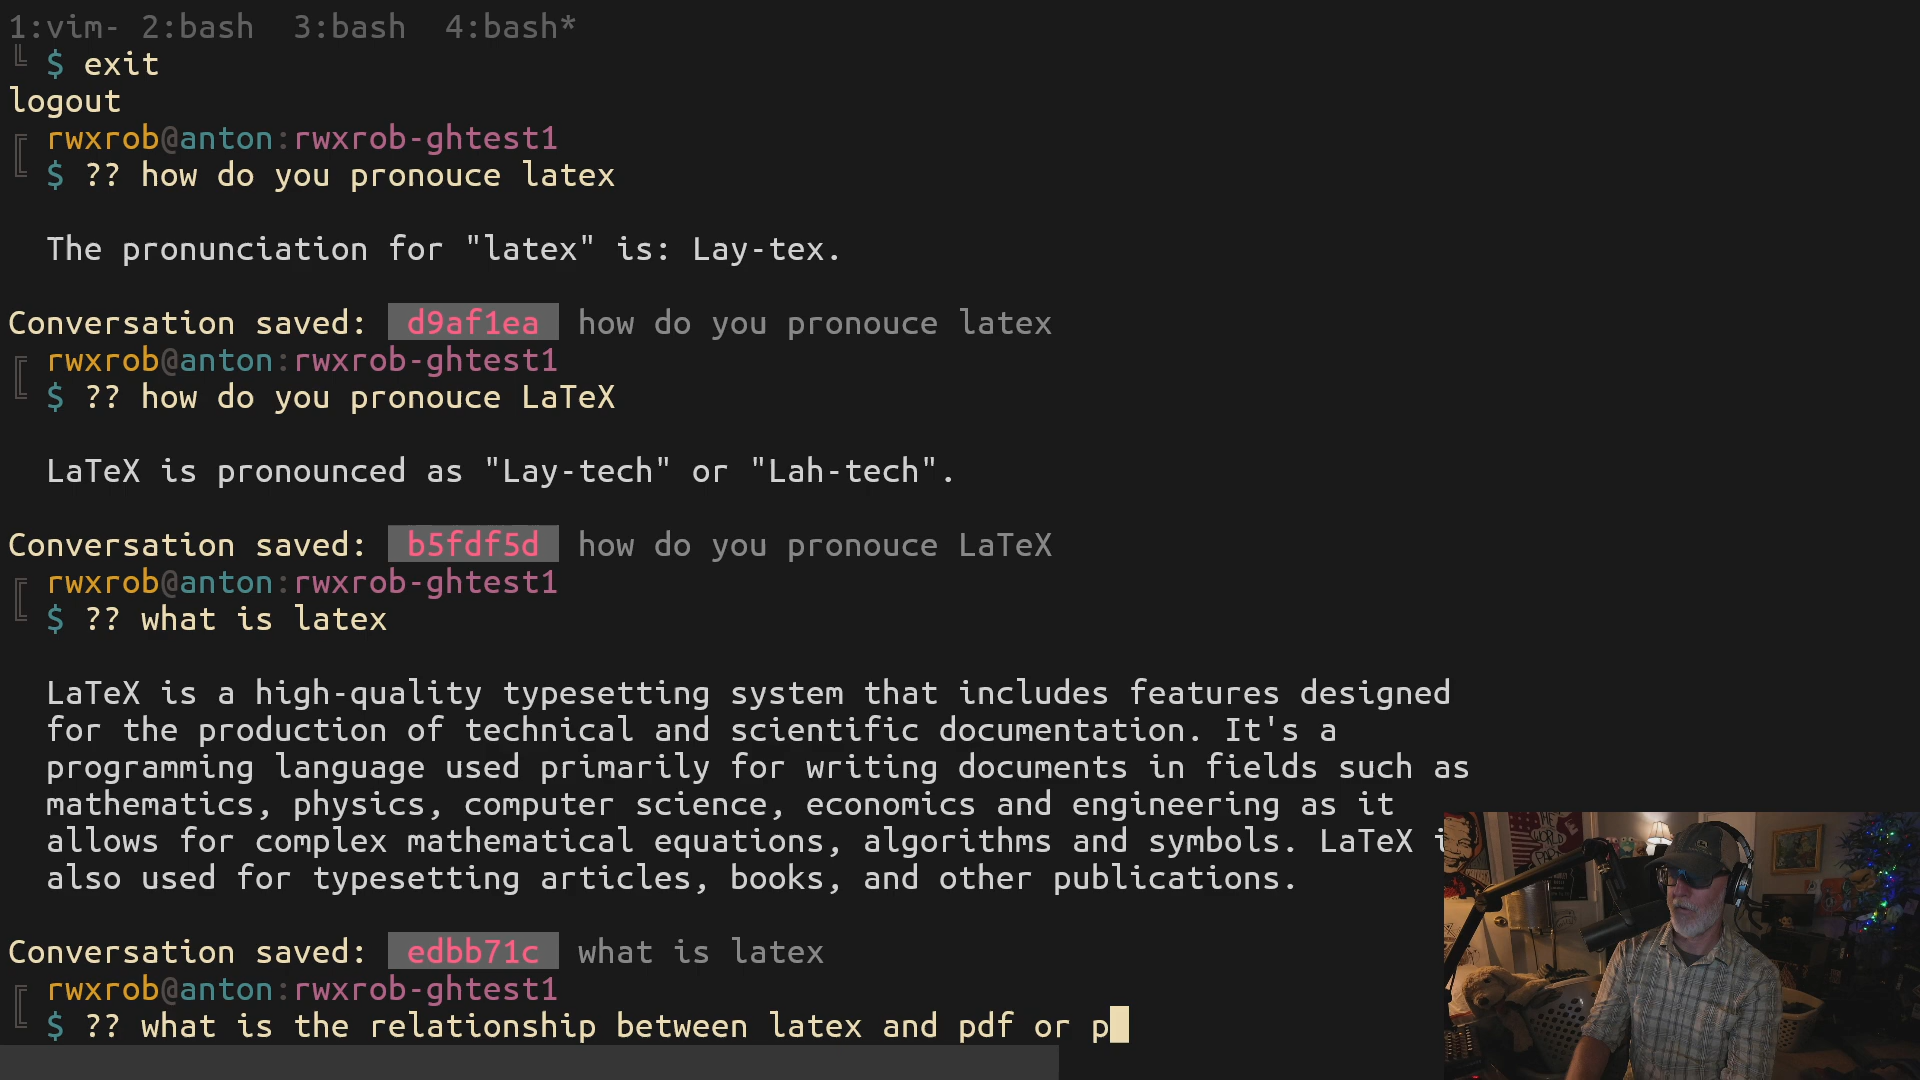 1:vim- 2:bash  3:bash  4:bash*
$ exit
logout
rwxrob@anton:rwxrob-ghtest1
$ ?? how do you pronouce latex
The pronunciation for "latex" is: Lay-tex.
Conversation saved: d9af1ea how do you pronouce latex
rwxrob@anton:rwxrob-ghtest1
$ ?? how do you pronouce LaTeX
LaTeX is pronounced as "Lay-tech" or "Lah-tech".
Conversation saved: b5fdf5d how do you pronouce LaTeX
rwxrob@anton:rwxrob-ghtest1
$ ?? what is latex
LaTeX is a high-quality typesetting system that includes features designed
for the production of technical and scientific documentation. It's a
programming language used primarily for writing documents in fields such as
mathematics, physics, computer science, economics and engineering as it
allows for complex mathematical equations, algorithms and symbols. LaTeX
also used for typesetting articles, books, and other publications.
Conversation saved: edbb71c what is latex
rwxrob@anton:rwxrob-ghtest1
$ ?? what is the relationship between latex and pdf or p